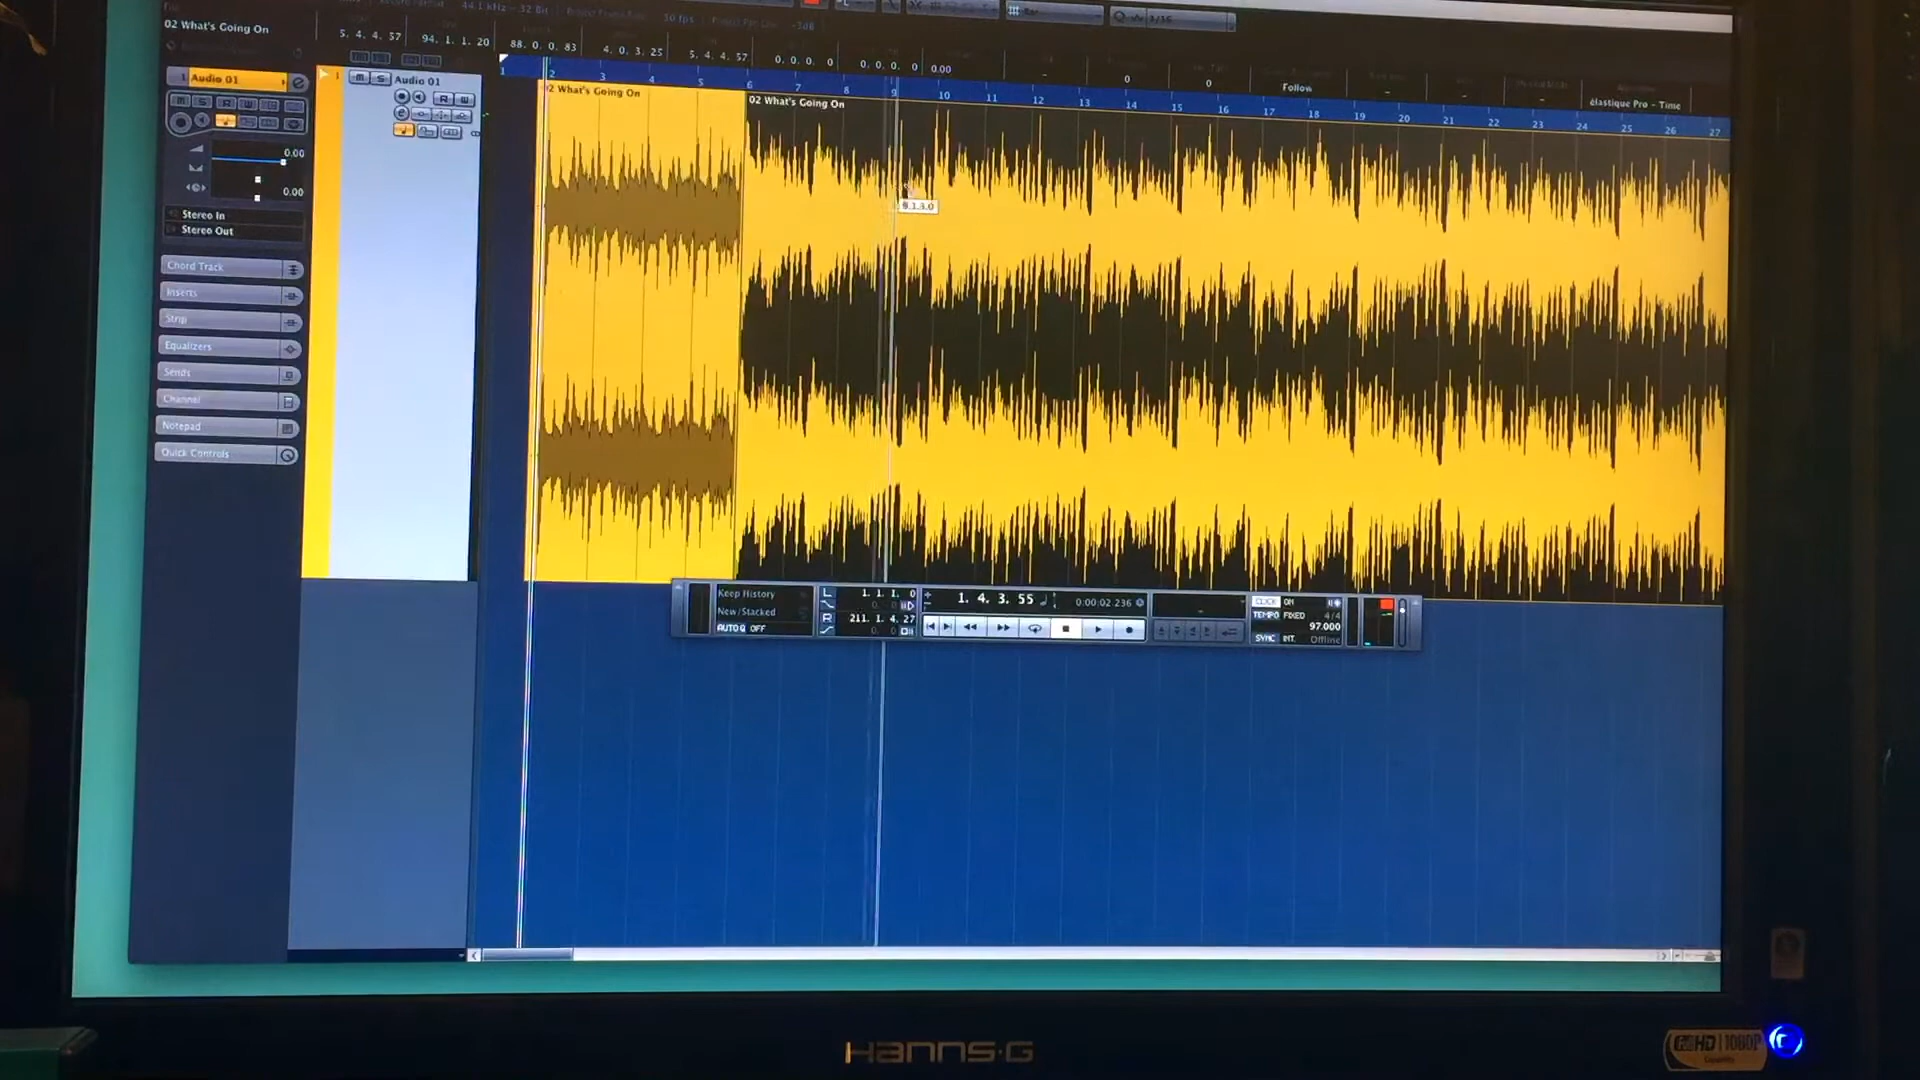 44.1 kHz - 32 Bit
30 fps
-3dB
1/16
02 What's Going On
5. 4. 4. 57
94. 1. 1. 20
88. 0. 0. 83
4. 0. 3. 25
5. 4. 4. 57
0. 0. 0. 0
0. 0. 0. 0
0.00
0
0
Follow
élastique Pro - Time
1 2 3 4 5 6 7 8 9 10 11 12 13 14 15 16 17 18 19 20 21 22 23 24 25 26 27
1 Audio 01
1 M S Audio 01
R W
M S R W
0.00
0.00
Stereo In
Stereo Out
Chord Track
Inserts
Strip
Equalizers
Sends
Channel
Notepad
Quick Controls
02 What's Going On
02 What's Going On
9.1.3.0
Keep History
New/Stacked
AUTO Q OFF
L 1. 1. 1. 0
R 211. 1. 4. 27
1. 4. 3. 55
0:00:02.236
CLICK ON
TEMPO FIXED 4/4
97.000
SYNC INT. Offline
Hanns·G
Full HD 1080P